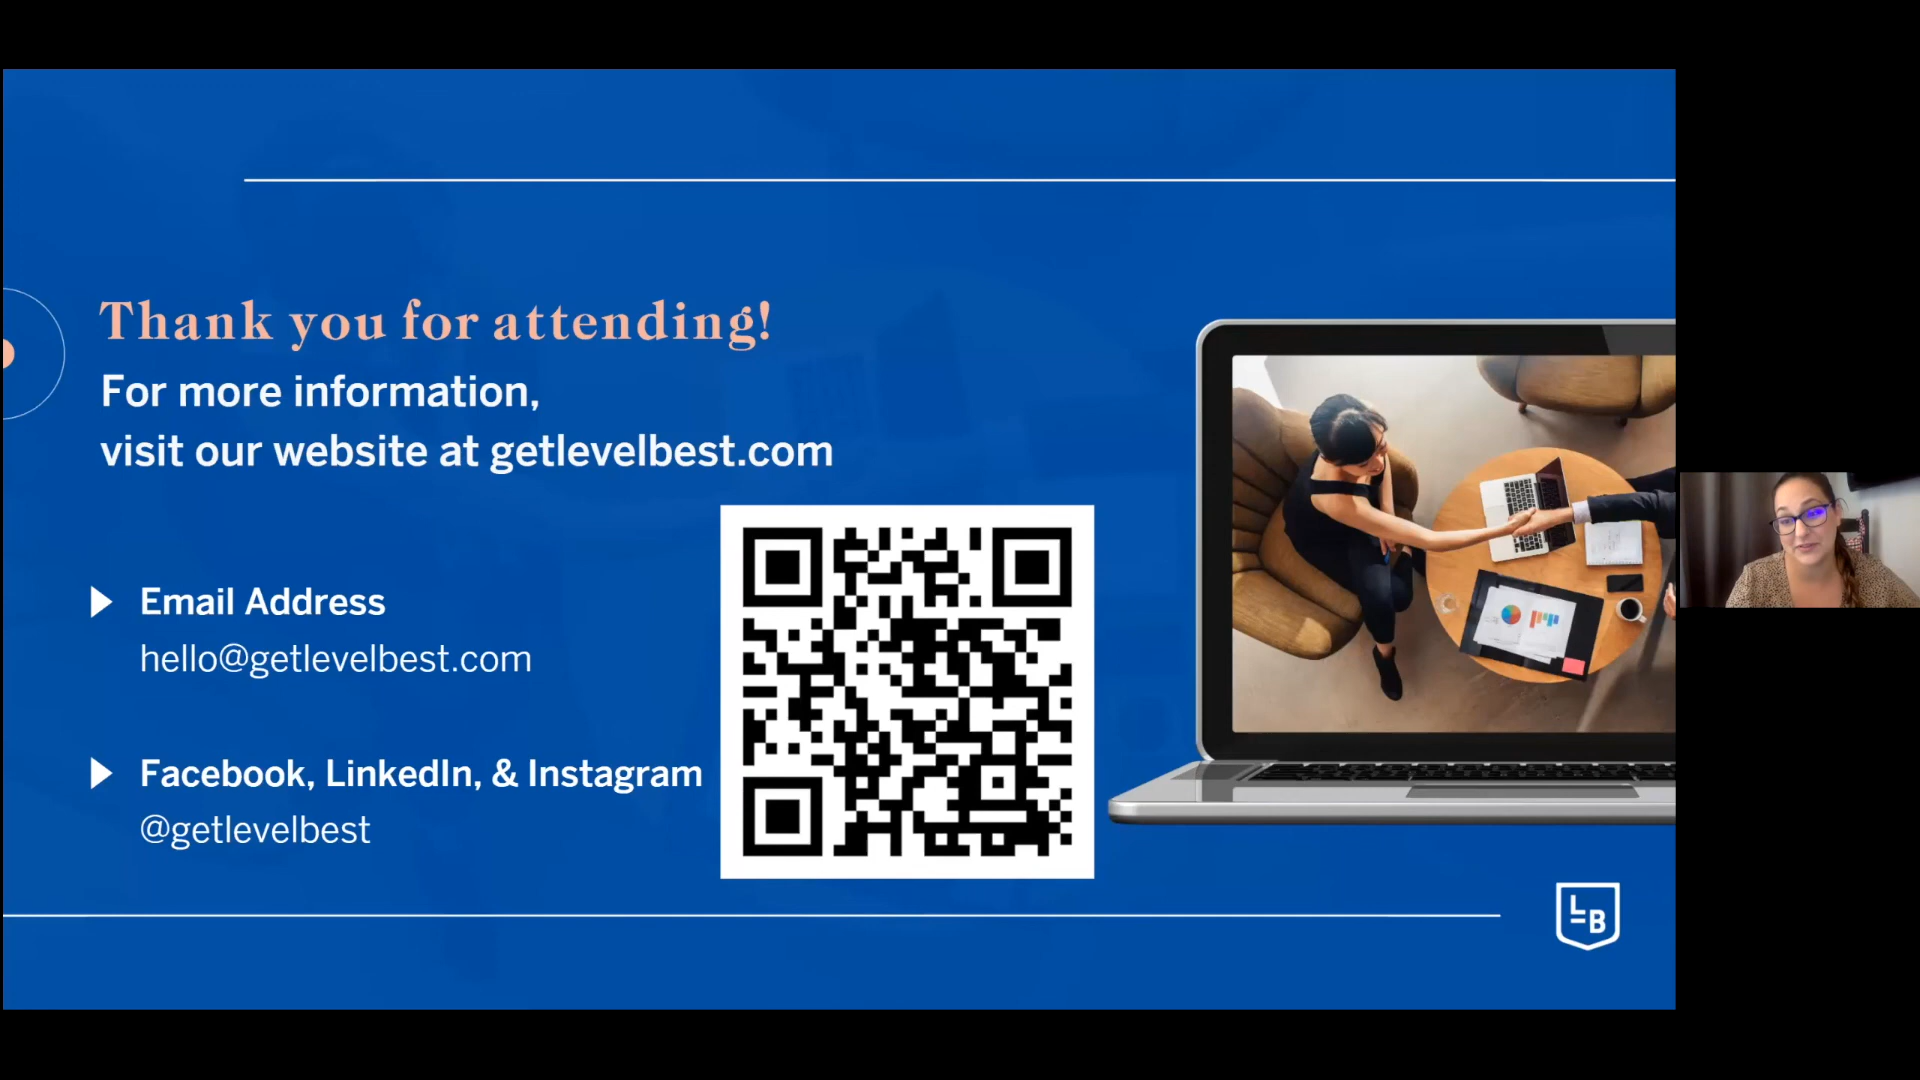 Thank you for attending!
For more information,
visit our website at getlevelbest.com
Email Address
hello@getlevelbest.com
Facebook, LinkedIn, & Instagram
@getlevelbest
L
B